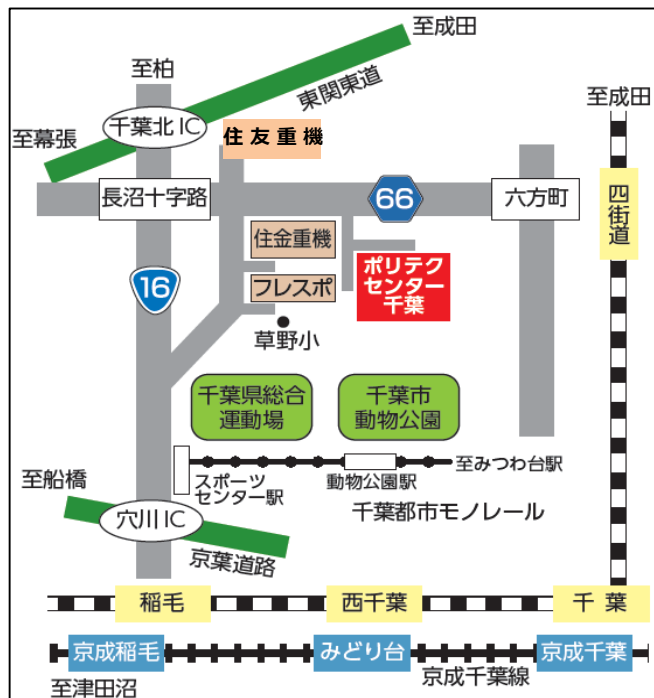 至成田
至柏
東関東道
至成田
千葉北IC
至幕張
住友重機
長沼十字路
66
六方町
四街道
住金重機
ポリテク
センター
千葉
16
フレスポ
草野小
千葉県総合
運動場
千葉市
動物公園
至みつわ台駅
スポーツ
センター駅
動物公園駅
至船橋
千葉都市モノレール
穴川IC
京葉道路
稲毛
西千葉
千葉
京成稲毛
みどり台
京成千葉
京成千葉線
至津田沼